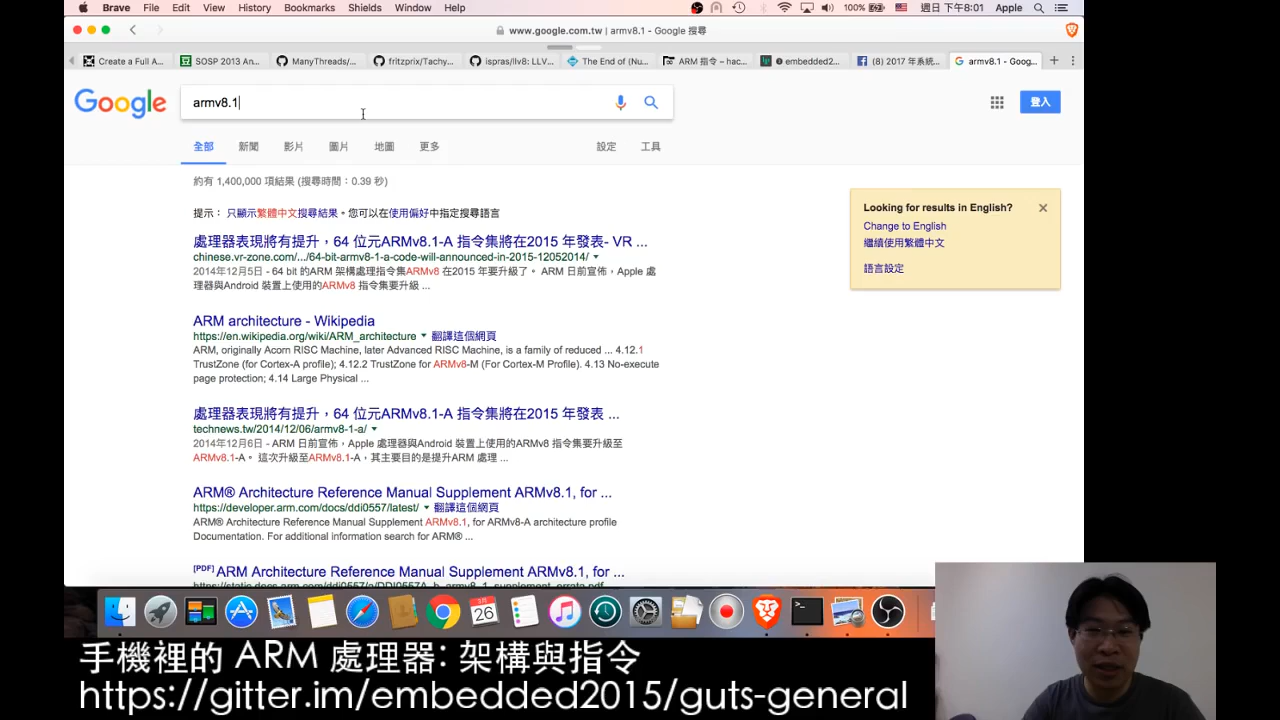 Brave File Edit View History Bookmarks Shields Window Help 100% 週日 下午8:01 Apple
www.google.com.tw | armv8.1 - Google 搜尋
Create a Full A... SOSP 2013 An... ManyThreads/... fritzprix/Tachy... ispras/llv8: LLV... The End of (Nu... ARM 指令 – hac... embedded2... (8) 2017 年系統... armv8.1 - Goog...
Google armv8.1 登入
全部 新聞 影片 圖片 地圖 更多 設定 工具
約有 1,400,000 項結果 (搜尋時間：0.39 秒)
提示： 只顯示繁體中文搜尋結果。您可以在使用偏好中指定搜尋語言
Looking for results in English?
Change to English
繼續使用繁體中文
語言設定
處理器表現將有提升，64 位元ARMv8.1-A 指令集將在2015 年發表- VR ...
chinese.vr-zone.com/.../64-bit-armv8-1-a-code-will-announced-in-2015-12052014/
2014年12月5日 - 64 bit 的ARM 架構處理指令集ARMv8 在2015 年要升級了。 ARM 日前宣佈，Apple 處
理器與Android 裝置上使用的ARMv8 指令集要升級 ...
ARM architecture - Wikipedia
https://en.wikipedia.org/wiki/ARM_architecture 翻譯這個網頁
ARM, originally Acorn RISC Machine, later Advanced RISC Machine, is a family of reduced ... 4.12.1
TrustZone (for Cortex-A profile); 4.12.2 TrustZone for ARMv8-M (For Cortex-M Profile). 4.13 No-execute
page protection; 4.14 Large Physical ...
處理器表現將有提升，64 位元ARMv8.1-A 指令集將在2015 年發表 ...
technews.tw/2014/12/06/armv8-1-a/
2014年12月6日 - ARM 日前宣佈，Apple 處理器與Android 裝置上使用的ARMv8 指令集要升級至
ARMv8.1-A。 這次升級至ARMv8.1-A，其主要目的是提升ARM 處理 ...
ARM® Architecture Reference Manual Supplement ARMv8.1, for ...
https://developer.arm.com/docs/ddi0557/latest/ 翻譯這個網頁
ARM® Architecture Reference Manual Supplement ARMv8.1, for ARMv8-A architecture profile
Documentation. For additional information search for ARM® ...
[PDF] ARM Architecture Reference Manual Supplement ARMv8.1, for ...
https://static.docs.arm.com/ddi0557/a/DDI0557A_b_armv8_1_supplement_errata.pdf
26
手機裡的 ARM 處理器: 架構與指令
https://gitter.im/embedded2015/guts-general